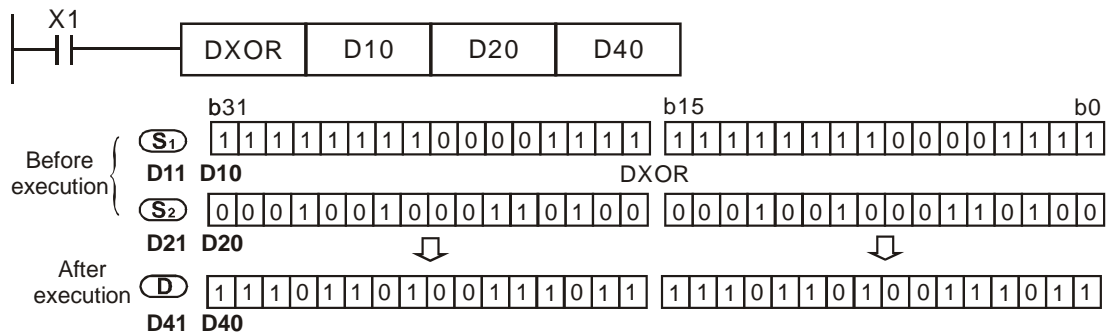 X1
DXOR D10 D20 D40
b31 b15 b0
Before execution
S1 1 1 1 1 1 1 1 1 0 0 0 0 1 1 1 1 1 1 1 1 1 1 1 1 0 0 0 0 1 1 1 1
D11 D10 DXOR
S2 0 0 0 1 0 0 1 0 0 0 1 1 0 1 0 0 0 0 0 1 0 0 1 0 0 0 1 1 0 1 0 0
D21 D20
After execution
D 1 1 1 0 1 1 0 1 0 0 1 1 1 0 1 1 1 1 1 0 1 1 0 1 0 0 1 1 1 0 1 1
D41 D40